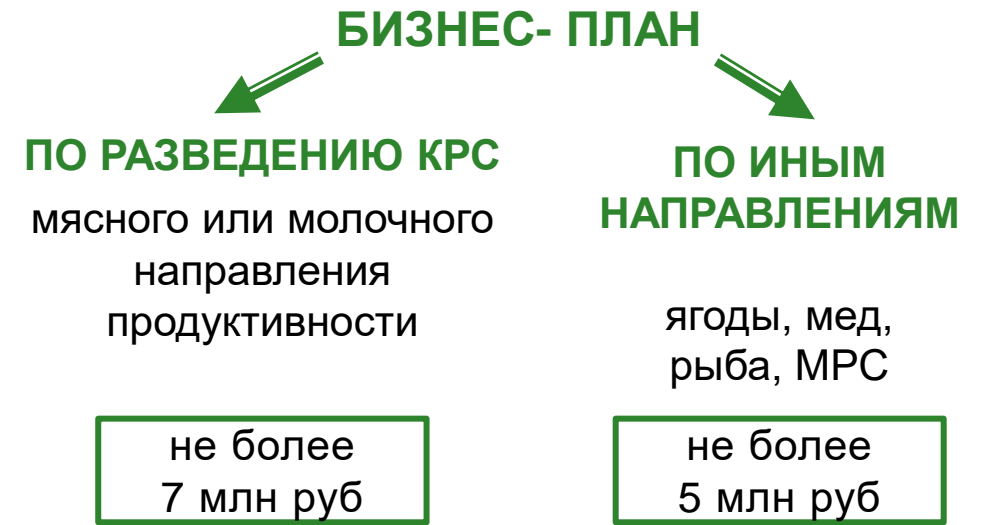 БИЗНЕС- ПЛАН
ПО РАЗВЕДЕНИЮ КРС
мясного или молочного
направления
продуктивности
не более
7 млн руб
ПО ИНЫМ
НАПРАВЛЕНИЯМ
ягоды, мед,
рыба, МРС
не более
5 млн руб